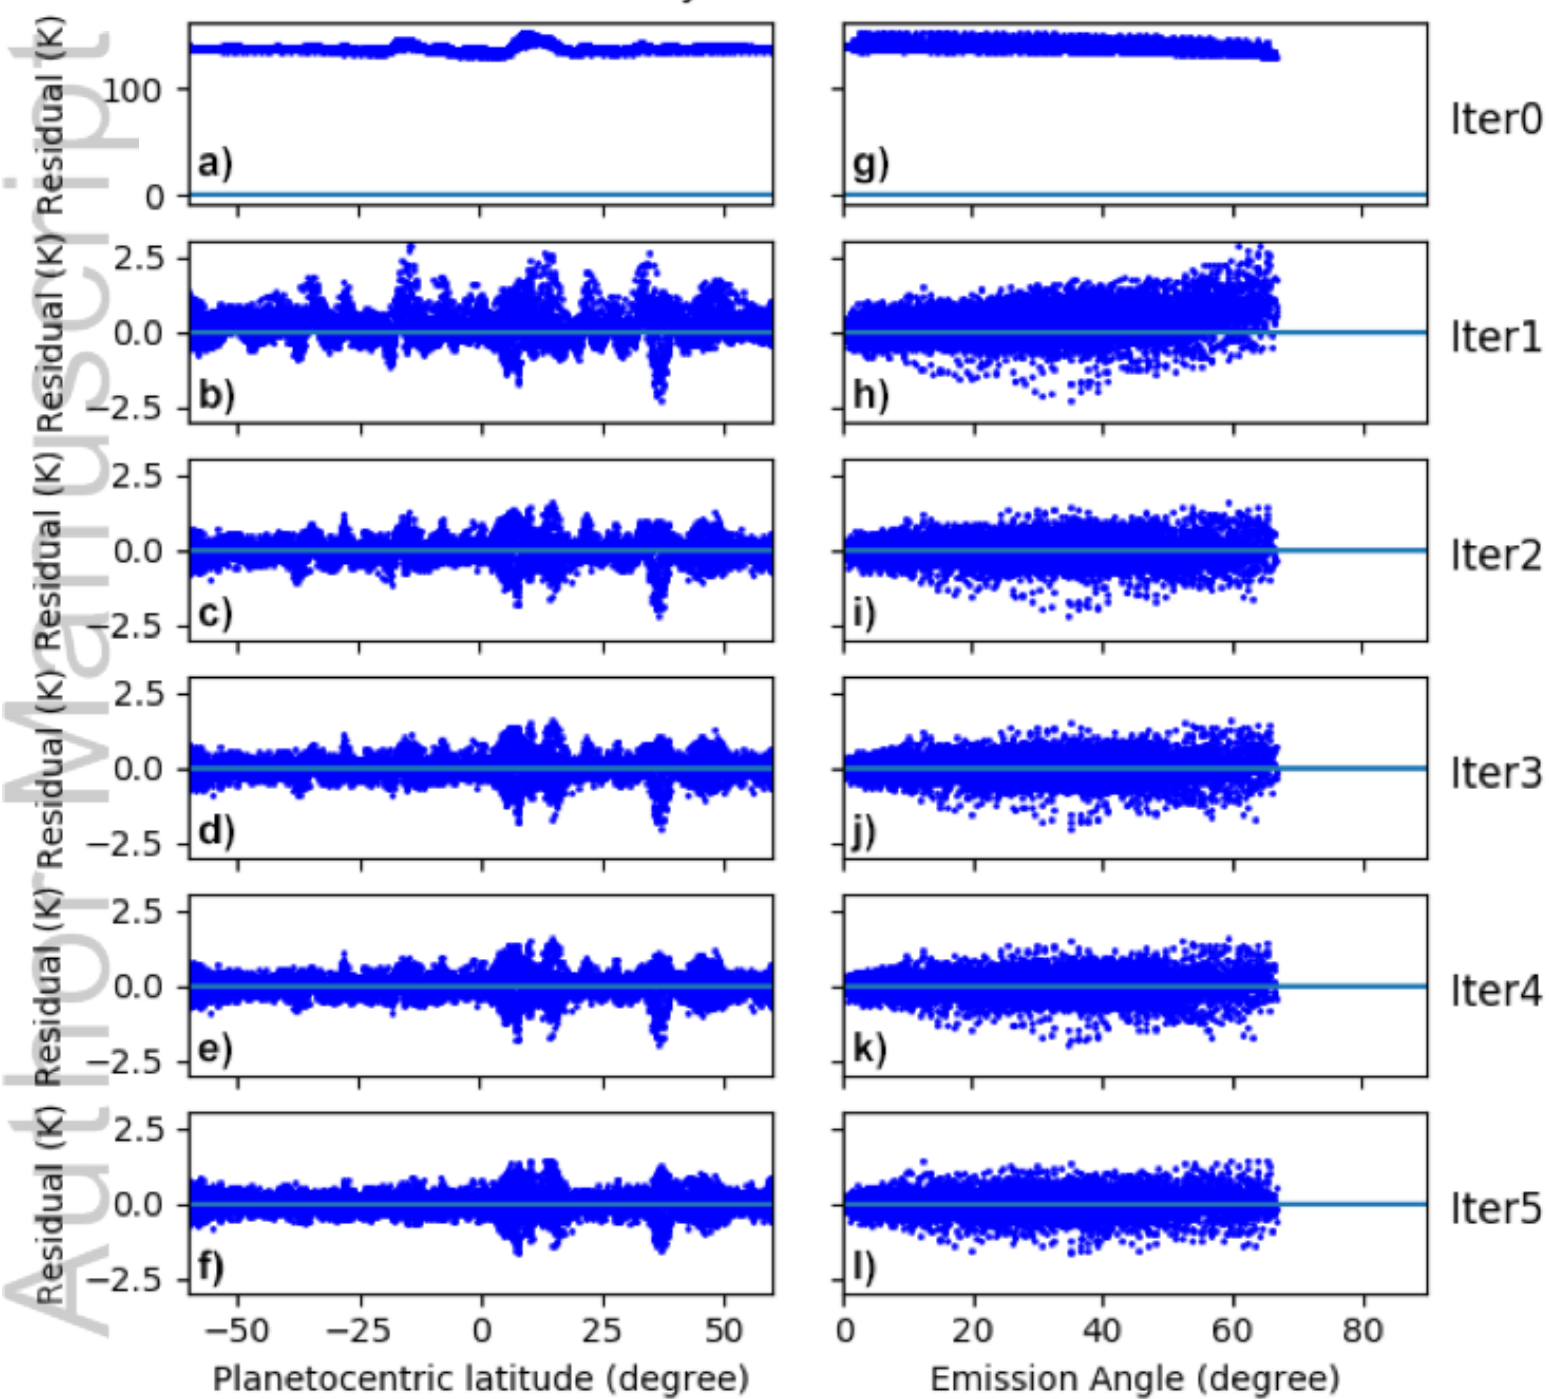 Author Manuscript
Residual (K)
100
0
a)
g)
Iter0
Residual (K)
2.5
0.0
−2.5
b)
h)
Iter1
Residual (K)
2.5
0.0
−2.5
c)
i)
Iter2
Residual (K)
2.5
0.0
−2.5
d)
j)
Iter3
Residual (K)
2.5
0.0
−2.5
e)
k)
Iter4
Residual (K)
2.5
0.0
−2.5
f)
l)
Iter5
−50 −25 0 25 50
0 20 40 60 80
Planetocentric latitude (degree)
Emission Angle (degree)